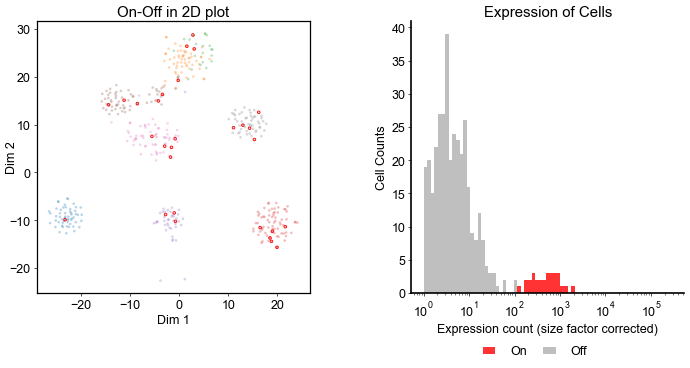 On-Off in 2D plot
30
20
10
0
−10
−20
Dim 2
−20 −10 0 10 20
Dim 1
Expression of Cells
40
35
30
25
20
15
10
5
0
Cell Counts
10^0 10^1 10^2 10^3 10^4 10^5
Expression count (size factor corrected)
On Off